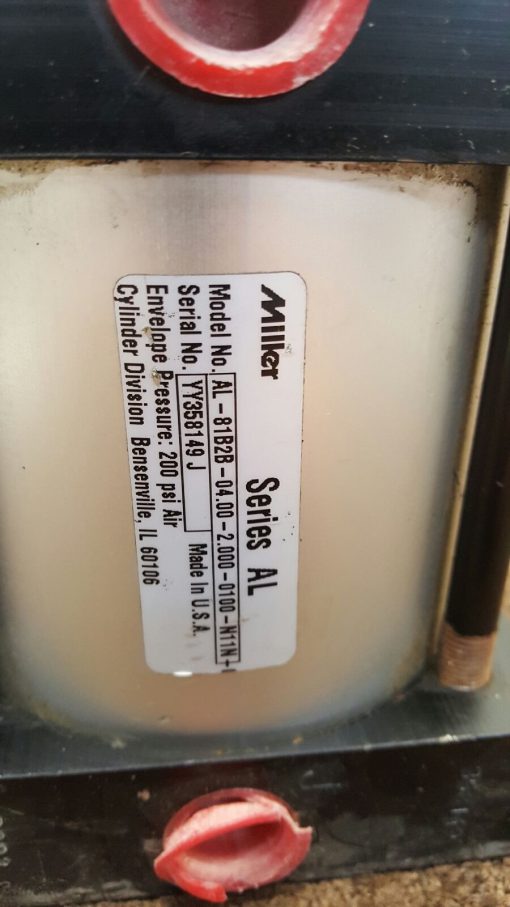 Miller Series AL
Model No. AL-81B2B-04.00-2.000-0100-N11N-
Serial No. YY358149 J Made In U.S.A.
Envelope Pressure: 200 psi Air
Cylinder Division Bensenville, IL 60106